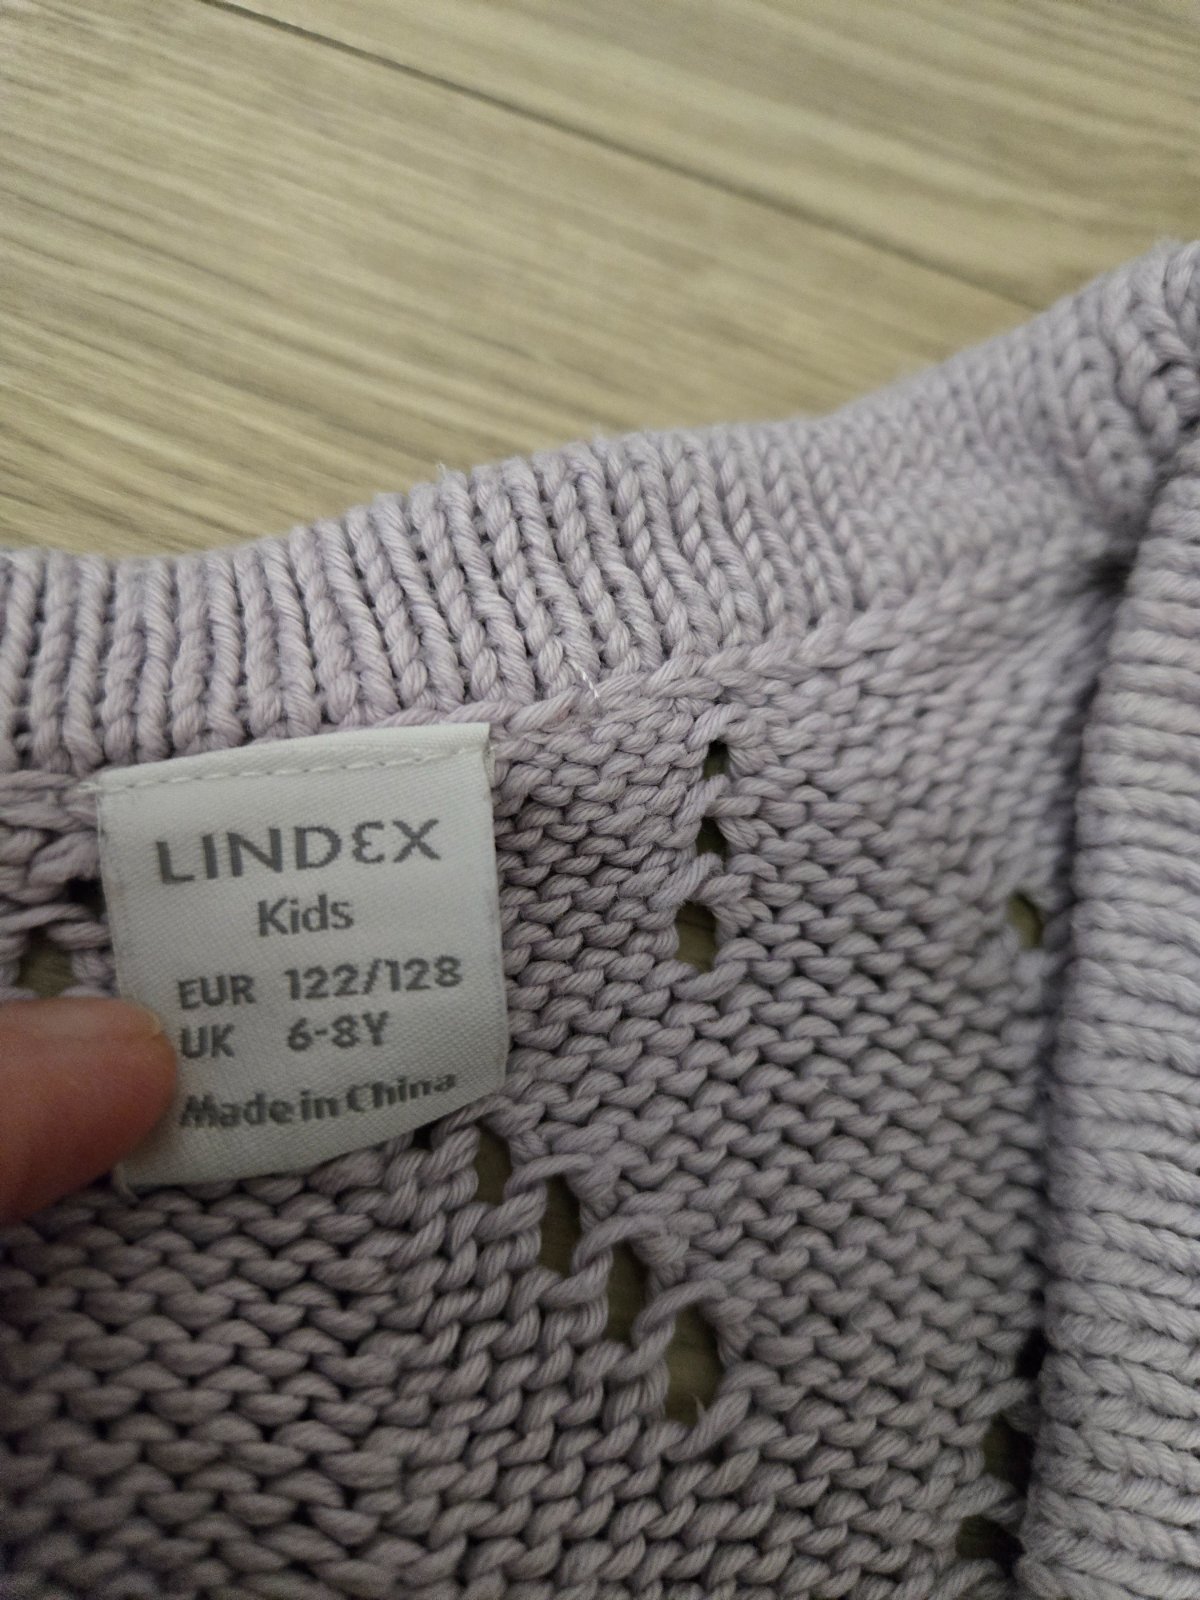 LINDEX
Kids
EUR 122/128
UK 6-8Y
Made in China